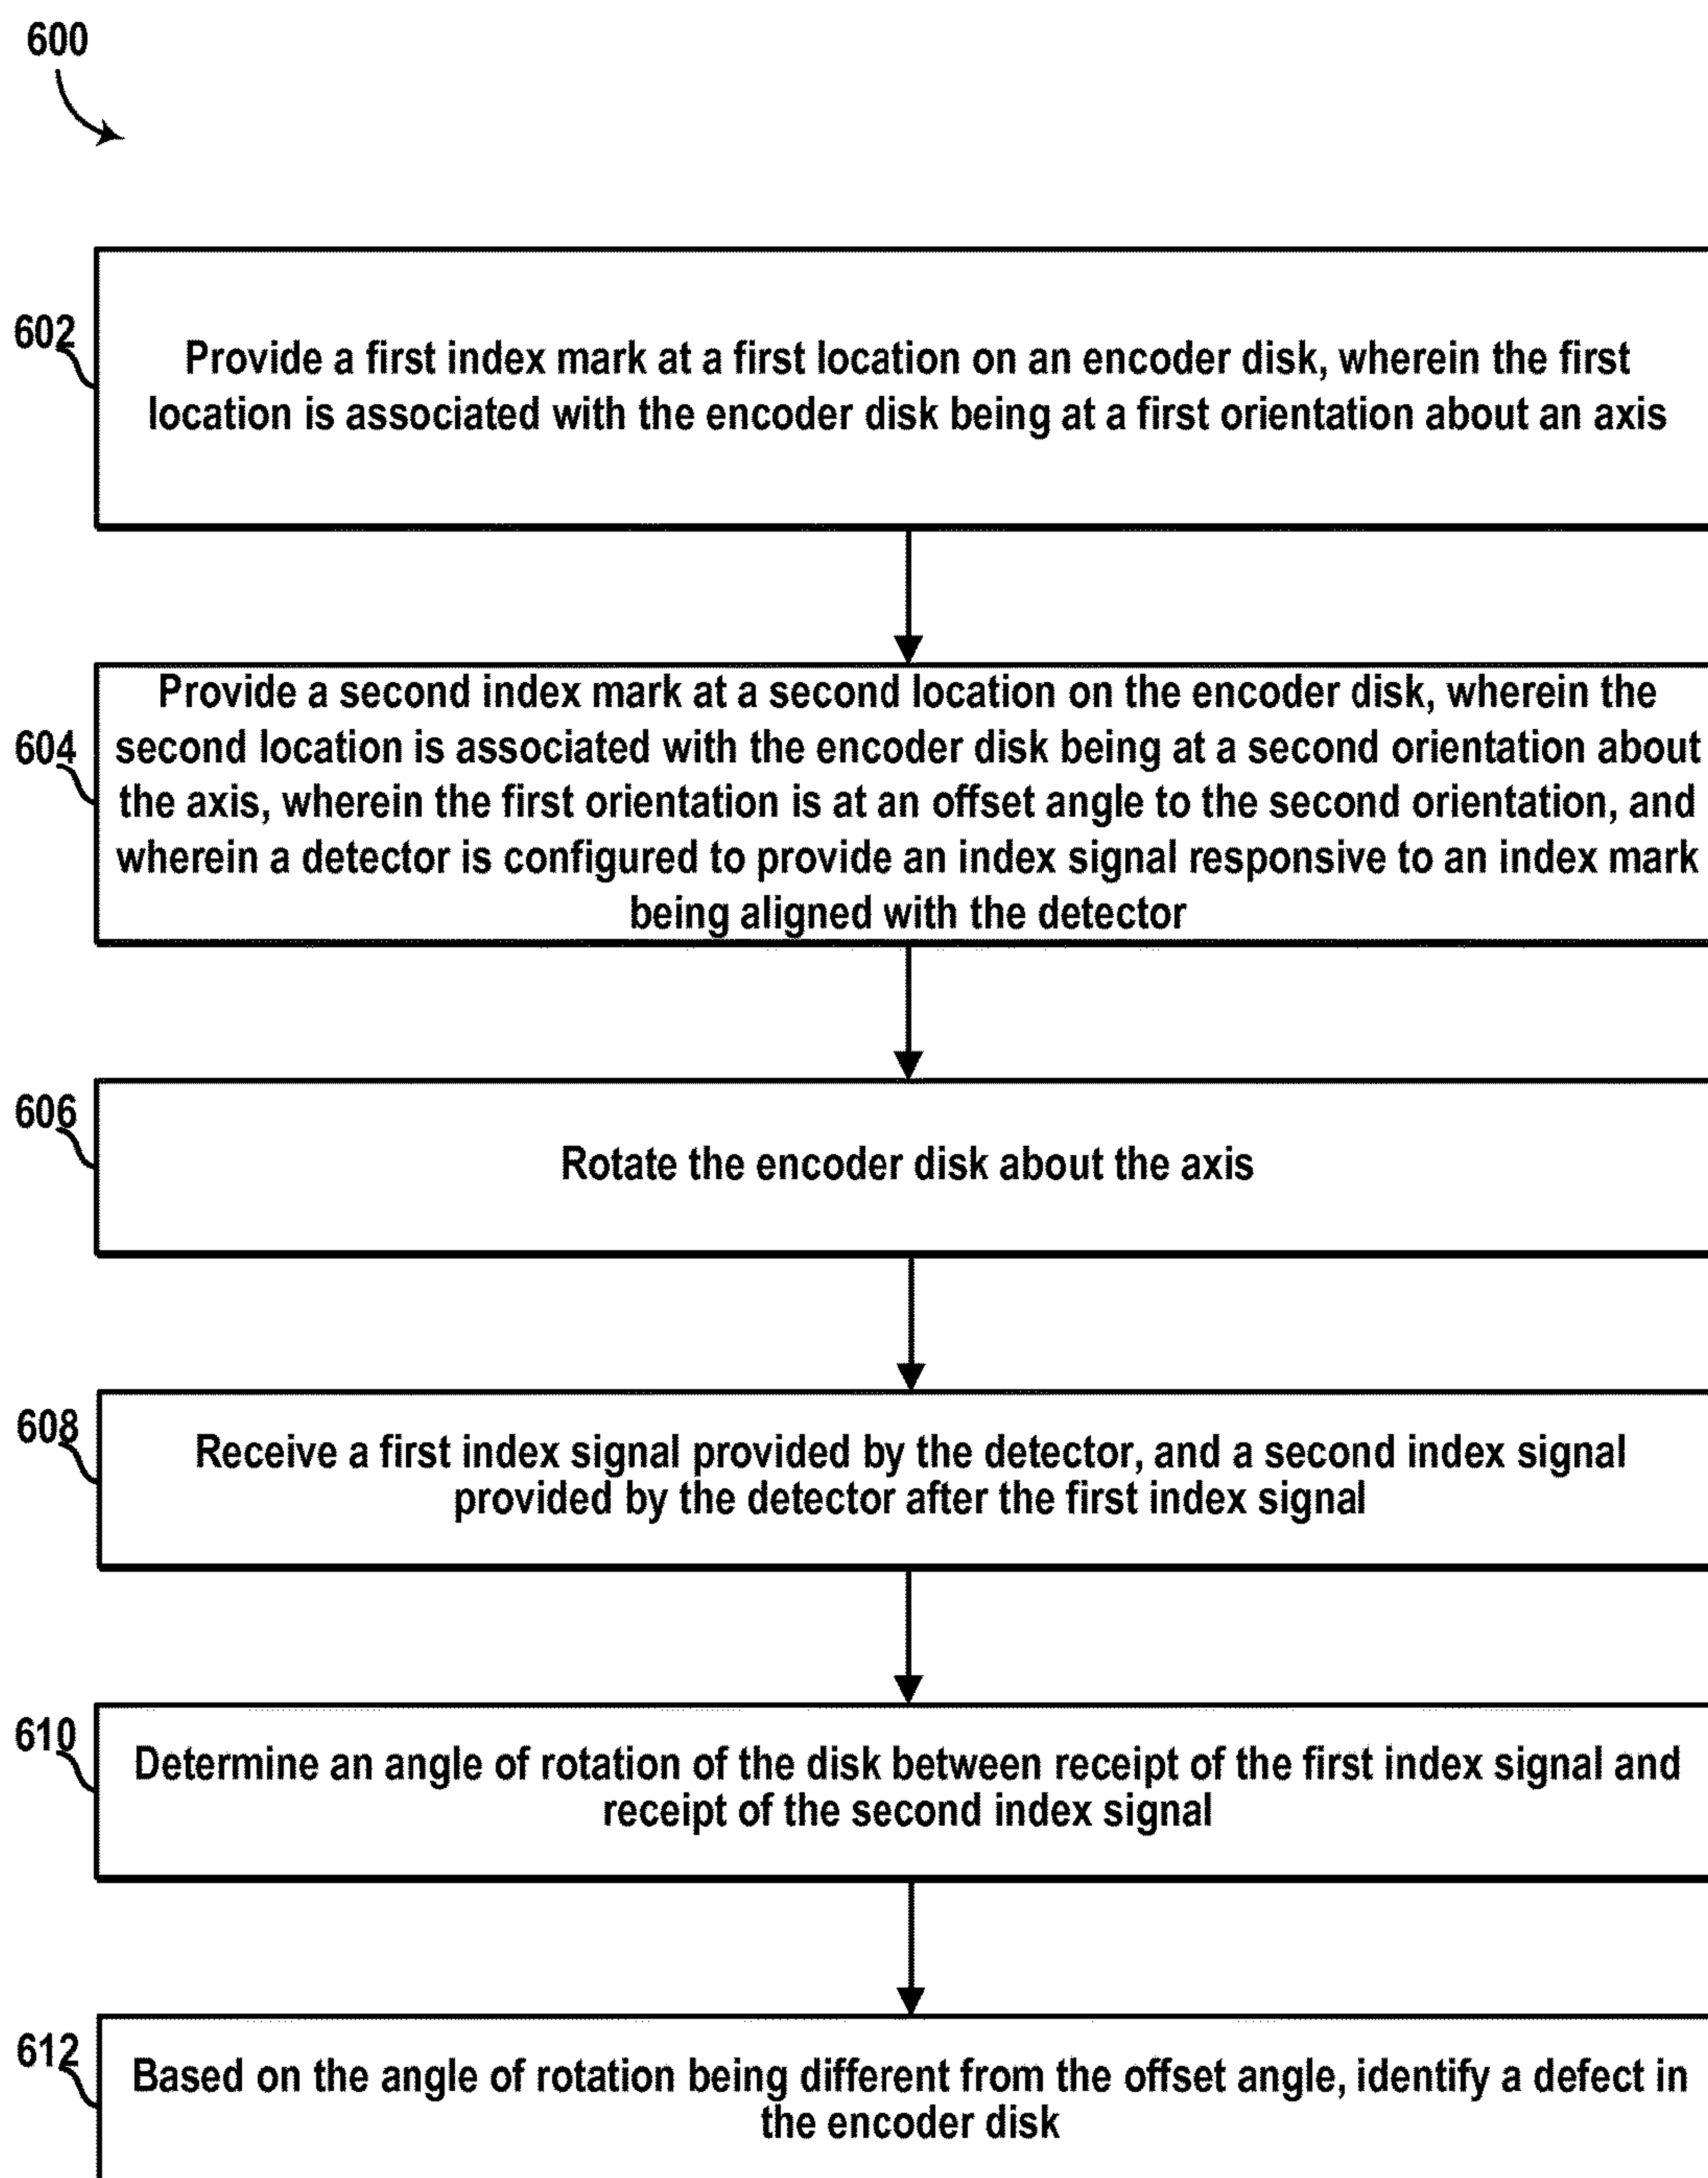 600
602
Provide a first index mark at a first location on an encoder disk, wherein the first
location is associated with the encoder disk being at a first orientation about an axis
604
Provide a second index mark at a second location on the encoder disk, wherein the
second location is associated with the encoder disk being at a second orientation about
the axis, wherein the first orientation is at an offset angle to the second orientation, and
wherein a detector is configured to provide an index signal responsive to an index mark
being aligned with the detector
606
Rotate the encoder disk about the axis
608
Receive a first index signal provided by the detector, and a second index signal
provided by the detector after the first index signal
610
Determine an angle of rotation of the disk between receipt of the first index signal and
receipt of the second index signal
612
Based on the angle of rotation being different from the offset angle, identify a defect in
the encoder disk